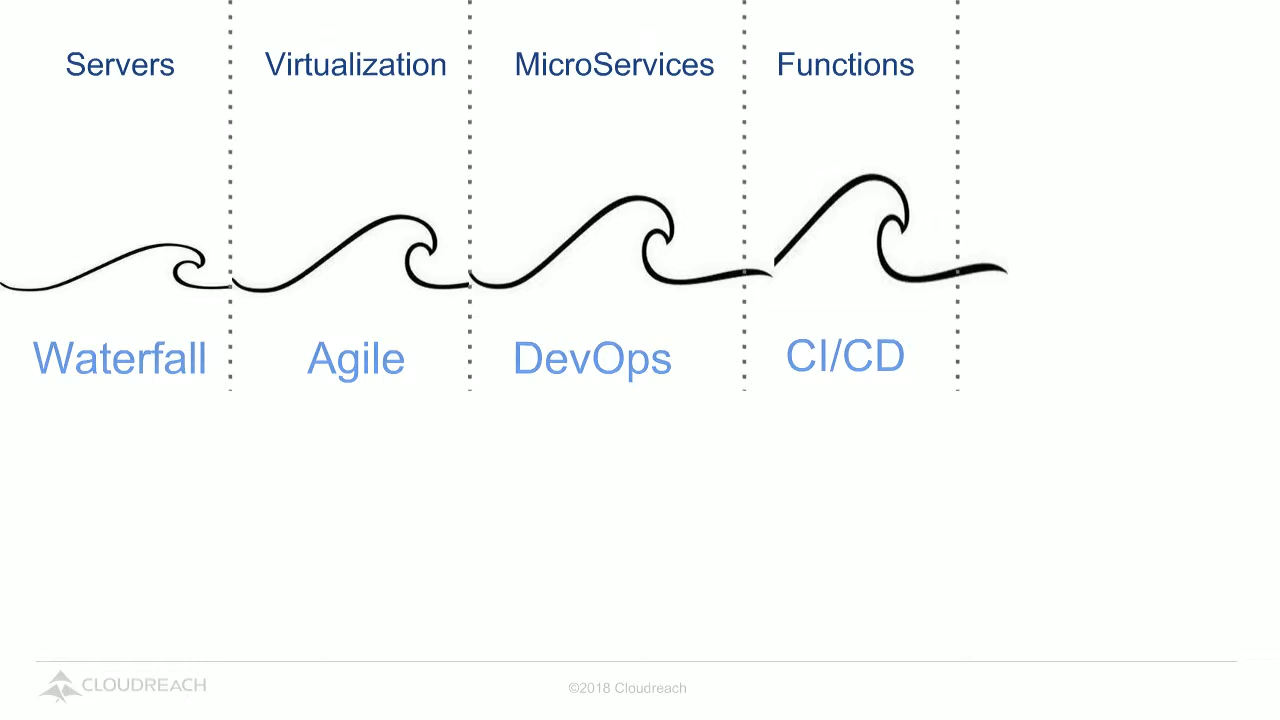 Servers
Virtualization
MicroServices
Functions
Waterfall
Agile
DevOps
CI/CD
CLOUDREACH
©2018 Cloudreach